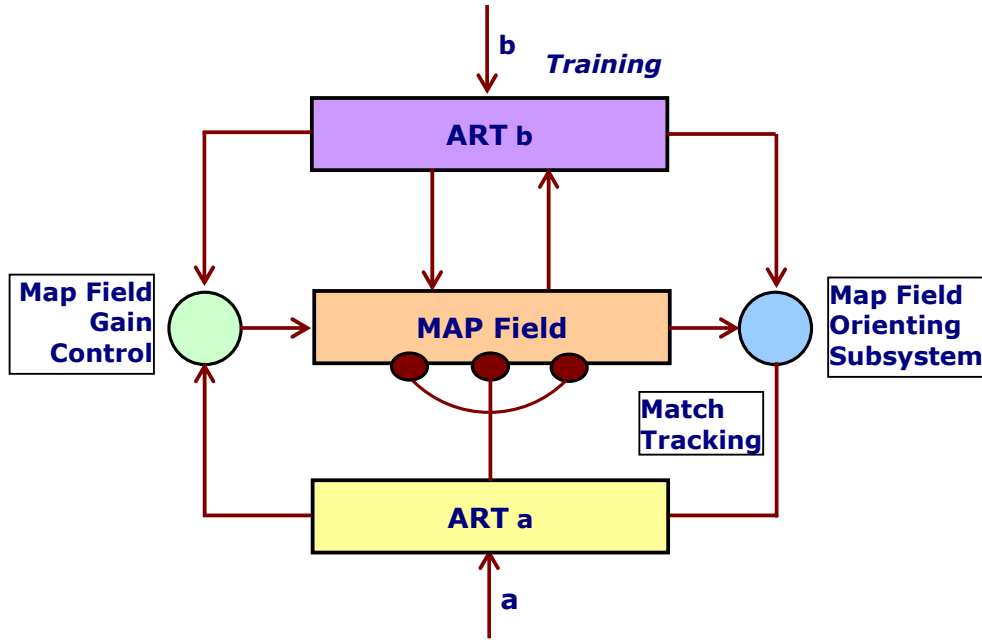 b
Training
ART b
Map Field
Gain
Control
MAP Field
Map Field
Orienting
Subsystem
Match
Tracking
ART a
a